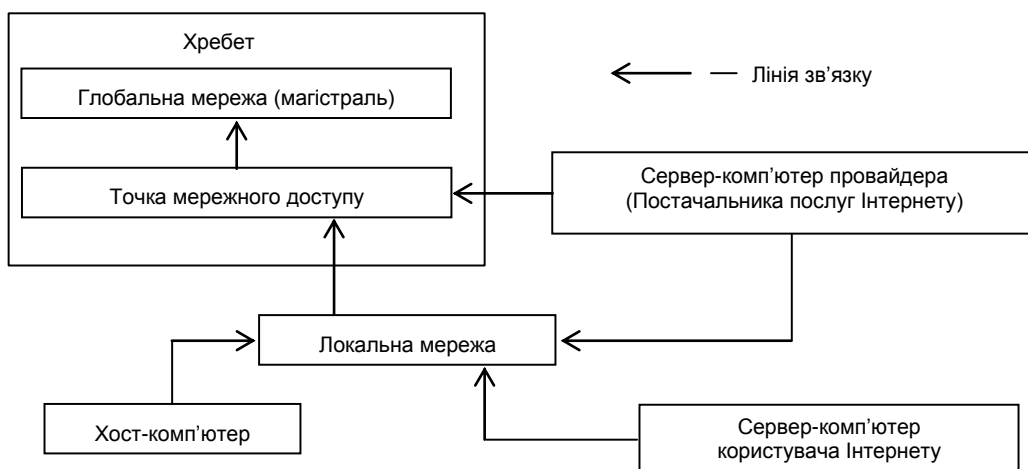 Хребет
Глобальна мережа (магістраль)
— Лінія зв’язку
Точка мережного доступу
Сервер-комп’ютер провайдера
(Постачальника послуг Інтернету)
Локальна мережа
Хост-комп’ютер
Сервер-комп’ютер
користувача Інтернету